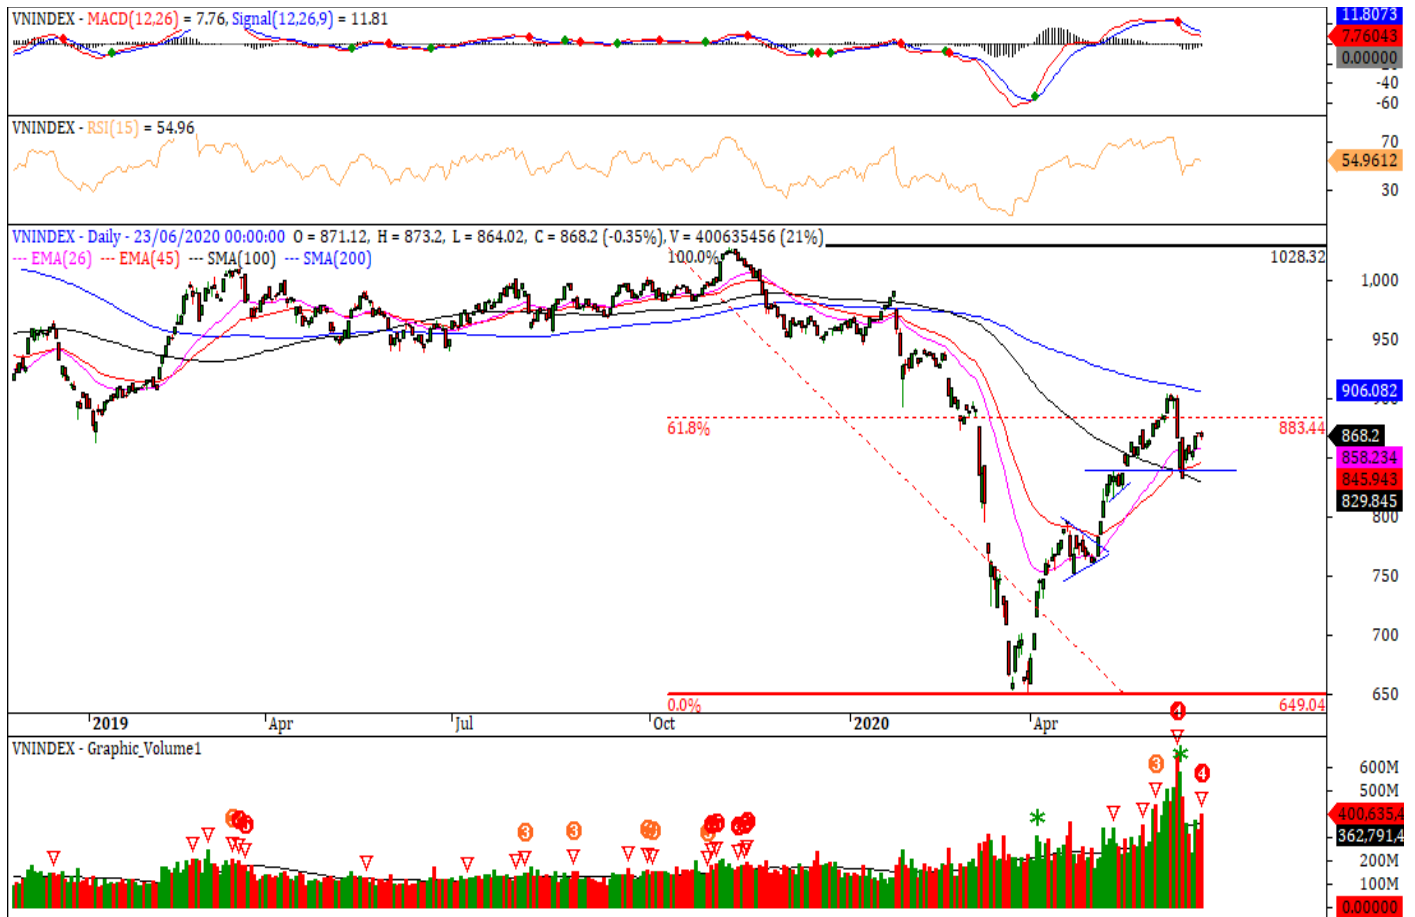 VNINDEX - MACD(12,26) = 7.76, Signal(12,26,9) = 11.81
11.8073
7.76043
0.00000
-40
-60
VNINDEX - RSI(15) = 54.96
70
54.9612
30
VNINDEX - Daily - 23/06/2020 00:00:00 O = 871.12, H = 873.2, L = 864.02, C = 868.2 (-0.35%), V = 400635456 (21%)
--- EMA(26) --- EMA(45) --- SMA(100) --- SMA(200)
100.0%
1028.32
1,000
950
906.082
61.8%
883.44
868.2
858.234
845.943
829.845
800
750
700
650
0.0%
649.04
2019
Apr
Jul
Oct
2020
Apr
4
VNINDEX - Graphic_Volume1
3
4
600M
500M
3
3
400,635,4
362,791,4
200M
100M
0.00000